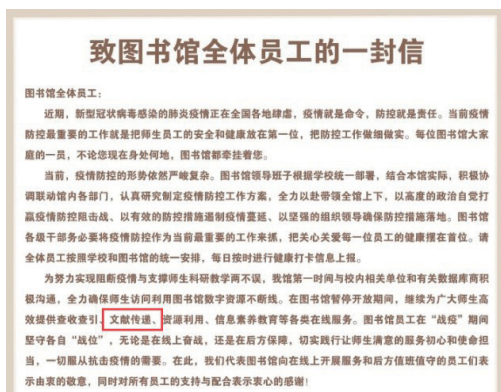 致图书馆全体员工的一封信
图书馆全体员工：
近期，新型冠状病毒感染的肺炎疫情正在全国各地肆虐，疫情就是命令，防控就是责任。当前疫情
防控最重要的工作就是把师生员工的安全和健康放在第一位，把防控工作做细做实。每位图书馆大家
庭的一员，不论您现在身处何地，图书馆都牵挂着您。
当前，疫情防控的形势依然严峻复杂。图书馆领导班子根据学校统一部署，结合本馆实际，积极协
调联动馆内各部门，认真研究制定疫情防控工作方案，全力以赴带领全馆上下，以高度的政治自觉打
赢疫情防控阻击战、以有效的防控措施遏制疫情蔓延、以坚强的组织领导确保防控措施落地。图书馆
各级干部务必要将疫情防控作为当前最重要的工作来抓，把关心关爱每一位员工的健康摆在首位。请
全体员工按照学校和图书馆的统一安排，每日按时进行健康打卡信息上报。
为努力实现阻断疫情与支撑师生科研教学两不误，我馆第一时间与校内相关单位和有关数据库商积
极沟通，全力确保师生访问利用图书馆数字资源不断线。在图书馆暂停开放期间，继续为广大师生高
效提供查收查引、文献传递、资源利用、信息素养教育等各类在线服务。图书馆员工在“战疫”期间
坚守各自“战位”，无论是在线上奋战，还是在后方保障，切实践行让师生满意的服务初心和使命担
当，一切服从抗击疫情的需要。在此，我们代表图书馆向在线上开展服务和后方值班值守的员工们表
示由衷的敬意，同时对所有员工的支持与配合表示衷心的感谢！